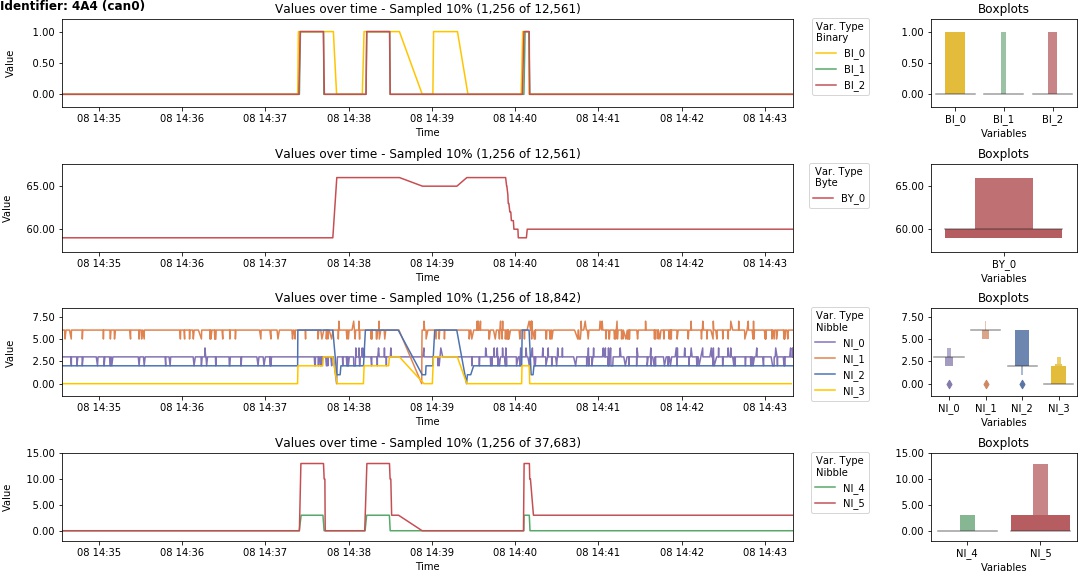 Identifier: 4A4 (can0)
Values over time - Sampled 10% (1,256 of 12,561)
Boxplots
Value
1.00
0.50
0.00
08 14:35 08 14:36 08 14:37 08 14:38 08 14:39 08 14:40 08 14:41 08 14:42 08 14:43
Time
Var. Type
Binary
BI_0
BI_1
BI_2
1.00
0.50
0.00
BI_0 BI_1 BI_2
Variables
Values over time - Sampled 10% (1,256 of 12,561)
Boxplots
Value
65.00
60.00
08 14:35 08 14:36 08 14:37 08 14:38 08 14:39 08 14:40 08 14:41 08 14:42 08 14:43
Time
Var. Type
Byte
BY_0
65.00
60.00
BY_0
Variables
Values over time - Sampled 10% (1,256 of 18,842)
Boxplots
Value
7.50
5.00
2.50
0.00
08 14:35 08 14:36 08 14:37 08 14:38 08 14:39 08 14:40 08 14:41 08 14:42 08 14:43
Time
Var. Type
Nibble
NI_0
NI_1
NI_2
NI_3
7.50
5.00
2.50
0.00
NI_0 NI_1 NI_2 NI_3
Variables
Values over time - Sampled 10% (1,256 of 37,683)
Boxplots
Value
15.00
10.00
5.00
0.00
08 14:35 08 14:36 08 14:37 08 14:38 08 14:39 08 14:40 08 14:41 08 14:42 08 14:43
Time
Var. Type
Nibble
NI_4
NI_5
15.00
10.00
5.00
0.00
NI_4 NI_5
Variables